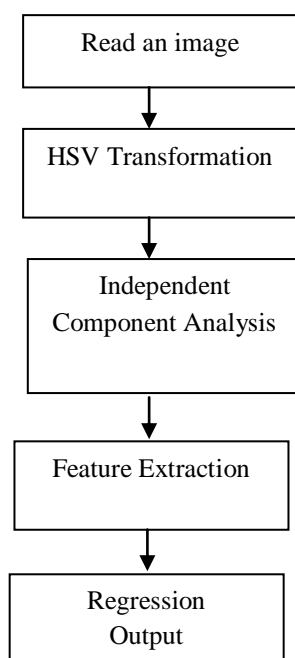 Read an image
HSV Transformation
Independent
Component Analysis
Feature Extraction
Regression
Output